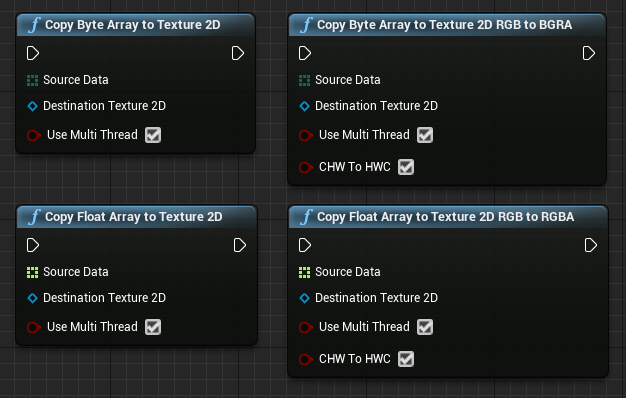 Copy Byte Array to Texture 2D
Source Data
Destination Texture 2D
Use Multi Thread
Copy Byte Array to Texture 2D RGB to BGRA
Source Data
Destination Texture 2D
Use Multi Thread
CHW To HWC
Copy Float Array to Texture 2D
Source Data
Destination Texture 2D
Use Multi Thread
Copy Float Array to Texture 2D RGB to RGBA
Source Data
Destination Texture 2D
Use Multi Thread
CHW To HWC